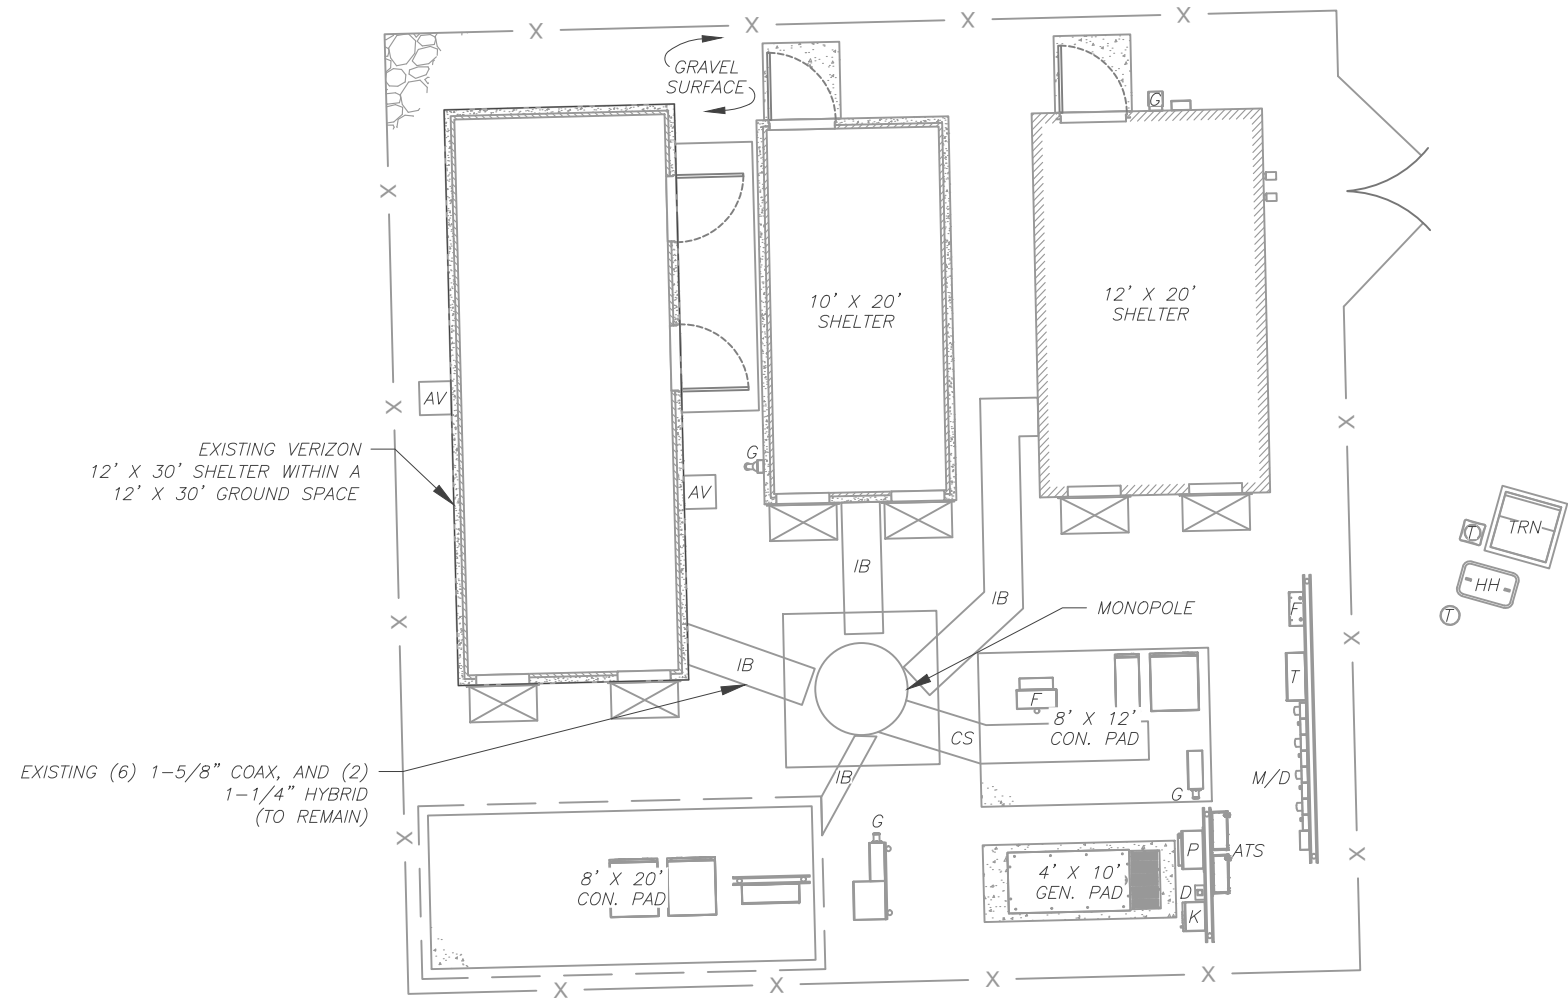 X
X
X
X
GRAVEL
SURFACE
G
X
10' X 20'
SHELTER
12' X 20'
SHELTER
AV
X
X
EXISTING VERIZON
12' X 30' SHELTER WITHIN A
12' X 30' GROUND SPACE
G
AV
TRN
T
HH
T
IB
IB
MONOPOLE
F
X
X
IB
T
F
8' X 12'
CON. PAD
CS
EXISTING (6) 1-5/8" COAX, AND (2)
1-1/4" HYBRID
(TO REMAIN)
IB
M/D
G
X
G
P
ATS
X
8' X 20'
CON. PAD
4' X 10'
GEN. PAD
D
K
X
X
X
X